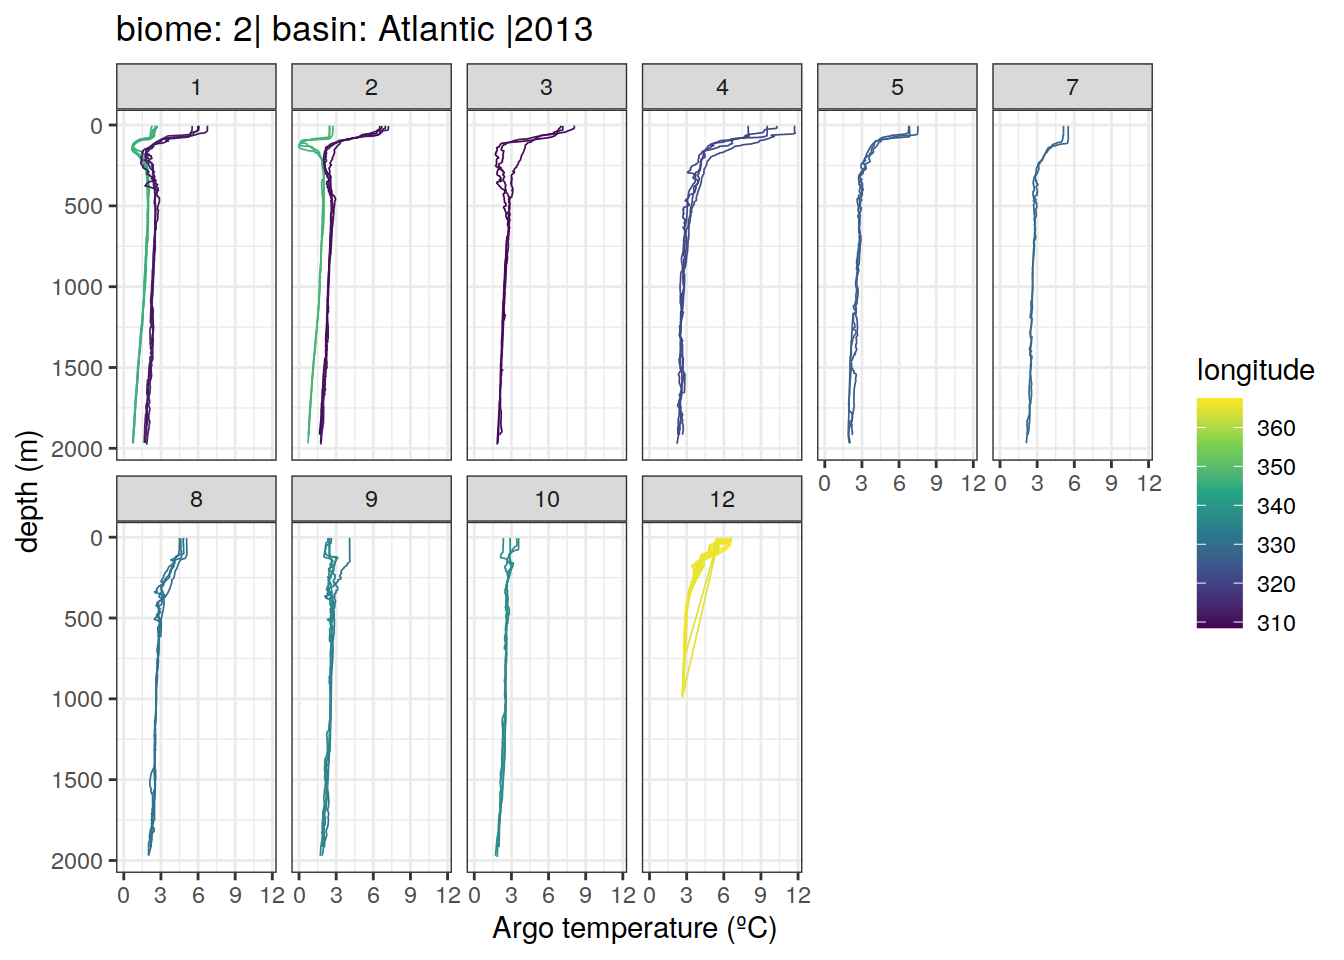 biome: 2| basin: Atlantic |2013
1 2 3 4 5 7
0
500
1000
1500
2000
0 3 6 9 12 0 3 6 9 12
8 9 10 12
0
500
1000
1500
2000
0 3 6 9 12 0 3 6 9 12 0 3 6 9 12 0 3 6 9 12
Argo temperature (ºC)
depth (m)
longitude
360
350
340
330
320
310